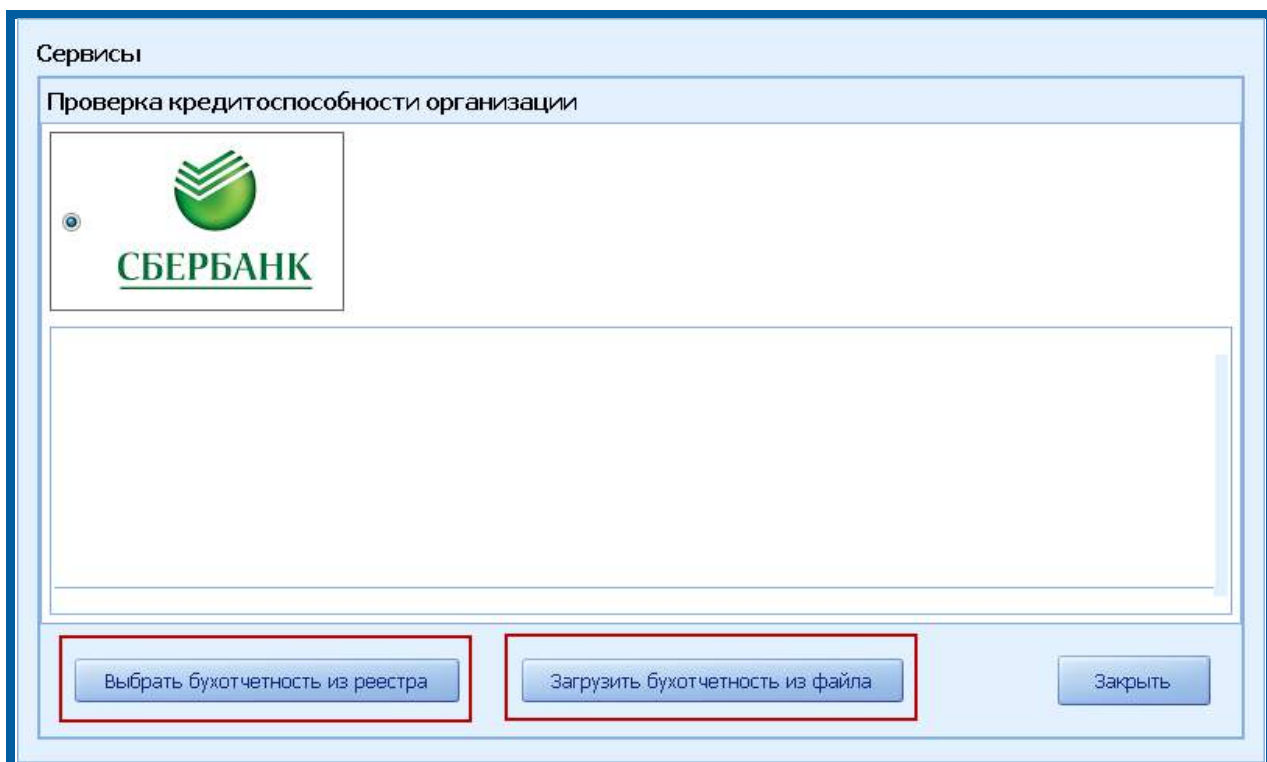 Сервисы
Проверка кредитоспособности организации
СБЕРБАНК
Выбрать бухотчетность из реестра
Загрузить бухотчетность из файла
Закрыть